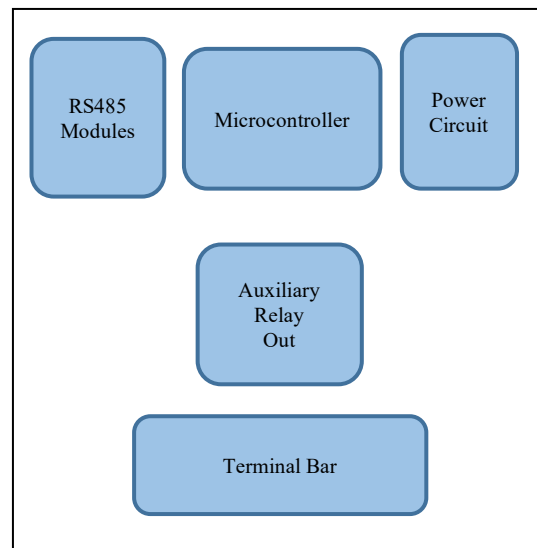 RS485
Modules
Microcontroller
Power
Circuit
Auxiliary
Relay
Out
Terminal Bar